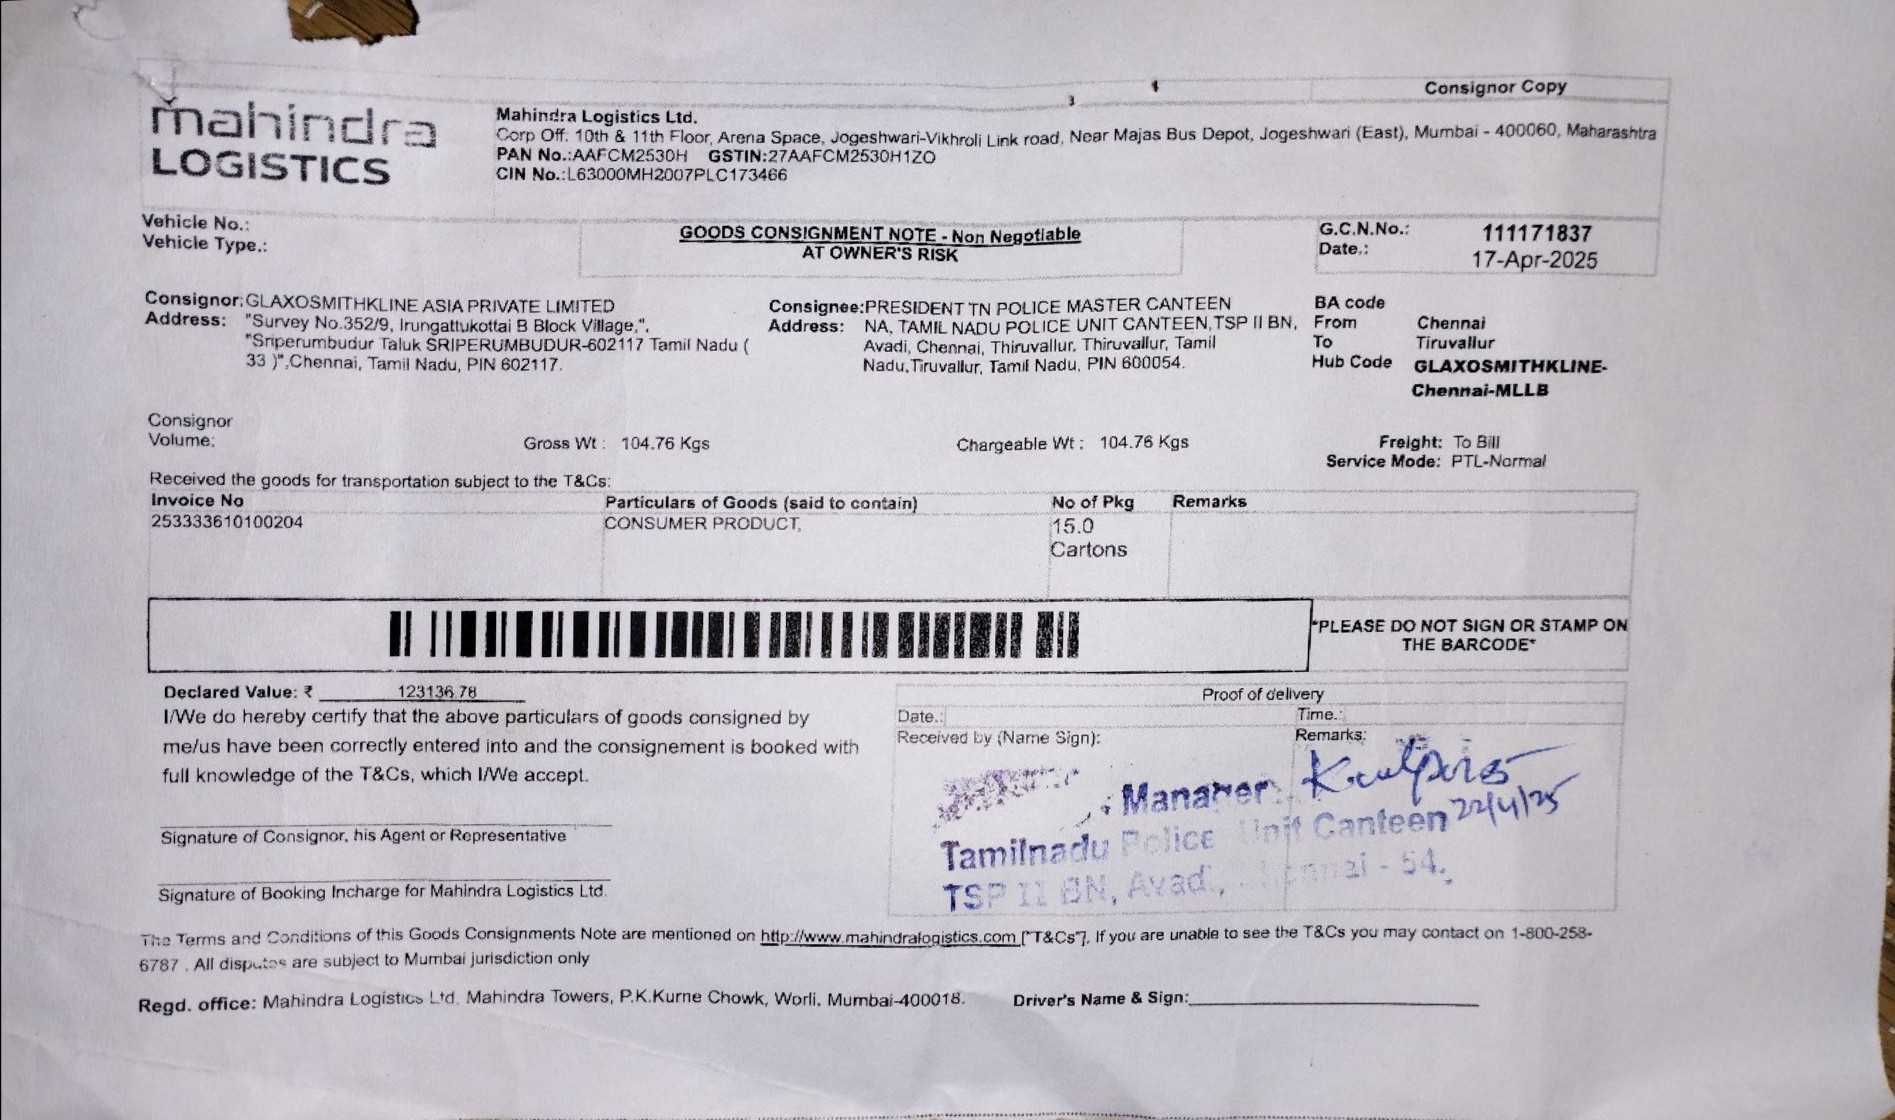 Consignor Copy
mahindra
LOGISTICS
Mahindra Logistics Ltd.
Corp Off: 10th & 11th Floor, Arena Space, Jogeshwari-Vikhroli Link road, Near Majas Bus Depot, Jogeshwari (East), Mumbai - 400060, Maharashtra
PAN No.:AAFCM2530H GSTIN:27AAFCM2530H1ZO
CIN No.:L63000MH2007PLC173466
Vehicle No.:
Vehicle Type.:
GOODS CONSIGNMENT NOTE - Non Negotiable
AT OWNER'S RISK
G.C.N.No.: 111171837
Date.: 17-Apr-2025
Consignor:GLAXOSMITHKLINE ASIA PRIVATE LIMITED
Address: "Survey No.352/9, Irungattukottai B Block Village,",
"Sriperumbudur Taluk SRIPERUMBUDUR-602117 Tamil Nadu (
33 )",Chennai, Tamil Nadu, PIN 602117.
Consignee:PRESIDENT TN POLICE MASTER CANTEEN
Address: NA, TAMIL NADU POLICE UNIT CANTEEN,TSP II BN,
Avadi, Chennai, Thiruvallur, Thiruvallur, Tamil
Nadu,Tiruvallur, Tamil Nadu, PIN 600054.
BA code
From Chennai
To Tiruvallur
Hub Code GLAXOSMITHKLINE-
Chennai-MLLB
Consignor
Volume:
Gross Wt : 104.76 Kgs
Chargeable Wt : 104.76 Kgs
Freight: To Bill
Service Mode: PTL-Normal
Received the goods for transportation subject to the T&Cs:
Invoice No Particulars of Goods (said to contain) No of Pkg Remarks
253333610100204 CONSUMER PRODUCT, 15.0
Cartons
*PLEASE DO NOT SIGN OR STAMP ON
THE BARCODE*
Declared Value: ₹ 123136.78
I/We do hereby certify that the above particulars of goods consigned by
me/us have been correctly entered into and the consignement is booked with
full knowledge of the T&Cs, which I/We accept.
Signature of Consignor, his Agent or Representative
Signature of Booking Incharge for Mahindra Logistics Ltd.
Proof of delivery
Date.: Time.:
Received by (Name Sign): Remarks:
Manager
22/4/25
Tamilnadu Police Unit Canteen
TSP II BN, Avadi, Chennai - 54.
The Terms and Conditions of this Goods Consignments Note are mentioned on http://www.mahindralogistics.com ["T&Cs"]. If you are unable to see the T&Cs you may contact on 1-800-258-
6787 . All disputes are subject to Mumbai jurisdiction only
Regd. office: Mahindra Logistics Ltd. Mahindra Towers, P.K.Kurne Chowk, Worli, Mumbai-400018.
Driver's Name & Sign: